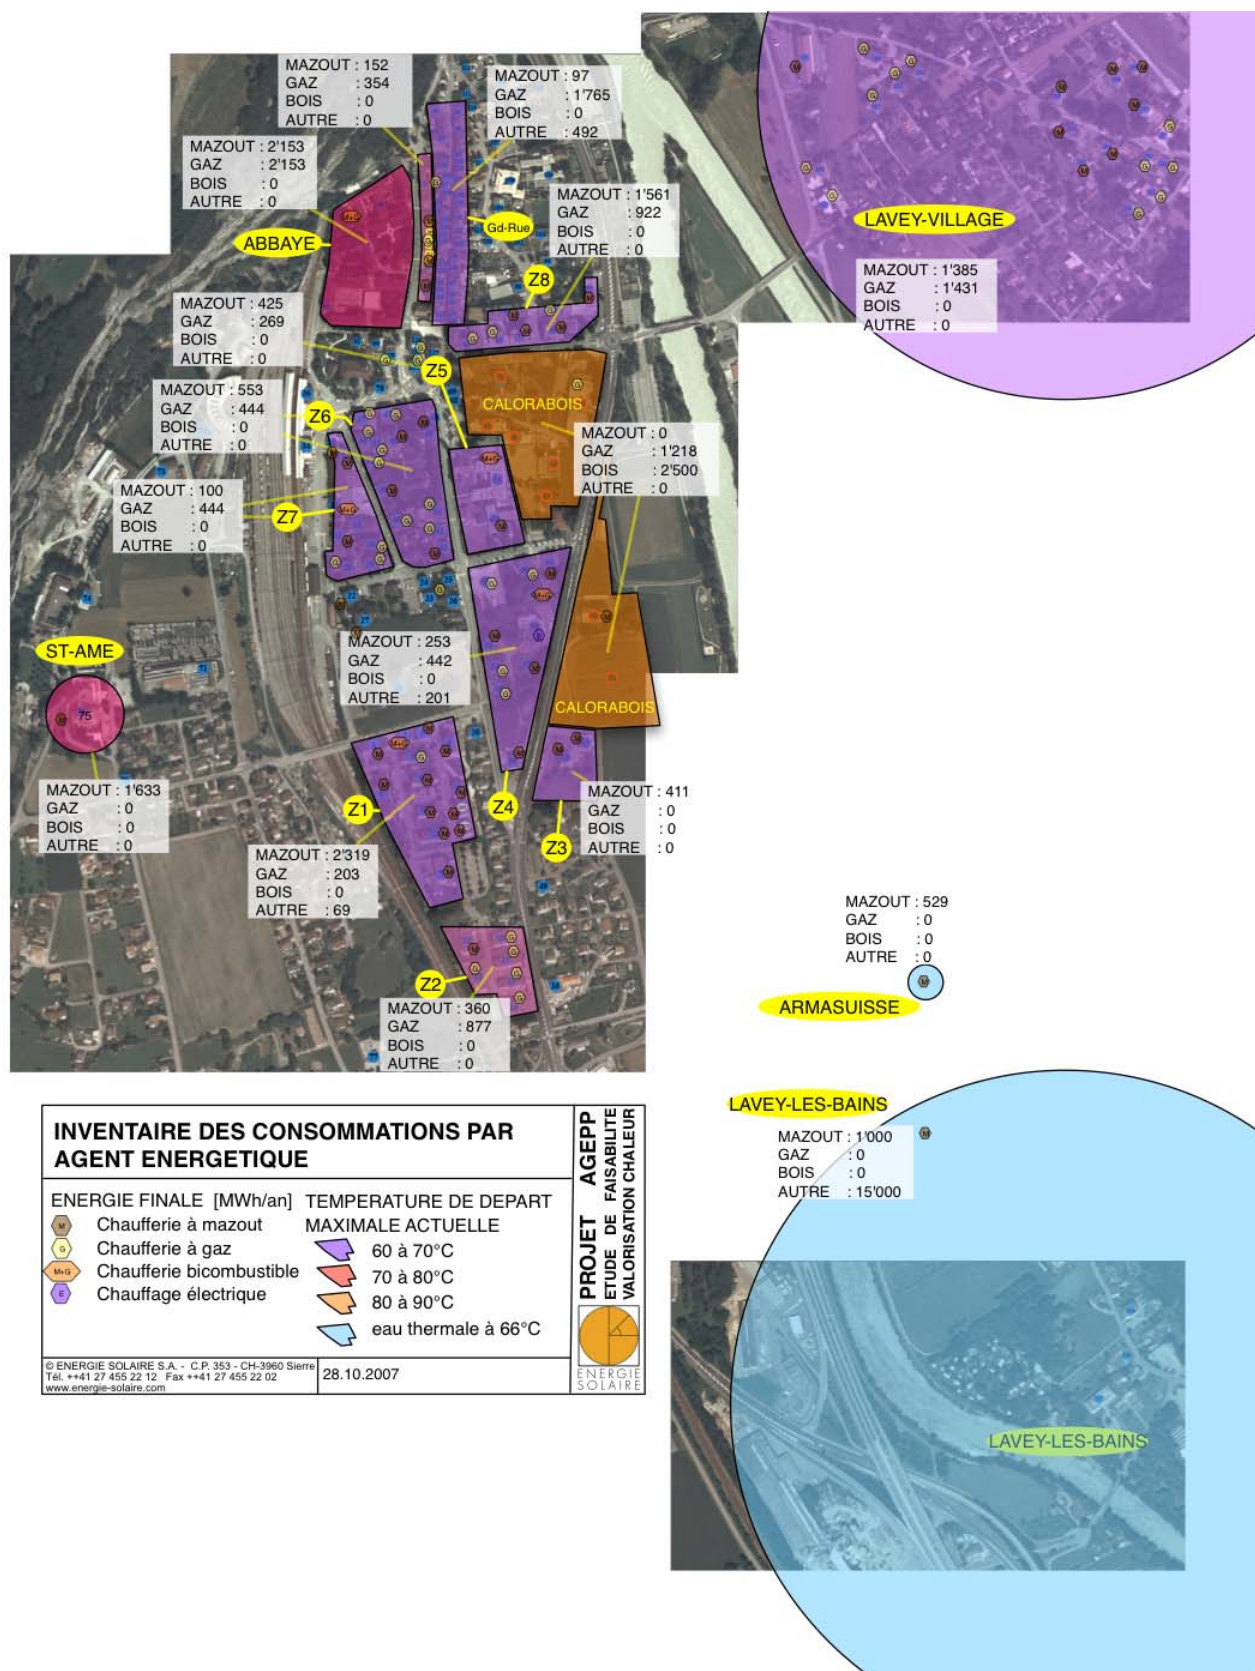 MAZOUT : 152
GAZ : 354
BOIS : 0
AUTRE : 0
MAZOUT : 97
GAZ : 1'765
BOIS : 0
AUTRE : 492
MAZOUT : 2'153
GAZ : 2'153
BOIS : 0
AUTRE : 0
MAZOUT : 1'561
GAZ : 922
BOIS : 0
AUTRE : 0
ABBAYE
Gd-Rue
LAVEY-VILLAGE
MAZOUT : 1'385
GAZ : 1'431
BOIS : 0
AUTRE : 0
Z8
MAZOUT : 425
GAZ : 269
BOIS : 0
AUTRE : 0
Z5
MAZOUT : 553
GAZ : 444
BOIS : 0
AUTRE : 0
Z6
CALORABOIS
MAZOUT : 0
GAZ : 1'218
BOIS : 2'500
AUTRE : 0
MAZOUT : 100
GAZ : 444
BOIS : 0
AUTRE : 0
Z7
ST-AME
75
MAZOUT : 253
GAZ : 442
BOIS : 0
AUTRE : 201
CALORABOIS
MAZOUT : 1'633
GAZ : 0
BOIS : 0
AUTRE : 0
Z1
Z4
MAZOUT : 411
GAZ : 0
BOIS : 0
AUTRE : 0
Z3
MAZOUT : 2'319
GAZ : 203
BOIS : 0
AUTRE : 69
MAZOUT : 529
GAZ : 0
BOIS : 0
AUTRE : 0
ARMASUISSE
Z2
MAZOUT : 360
GAZ : 877
BOIS : 0
AUTRE : 0
LAVEY-LES-BAINS
MAZOUT : 1'000
GAZ : 0
BOIS : 0
AUTRE : 15'000
LAVEY-LES-BAINS
INVENTAIRE DES CONSOMMATIONS PAR
AGENT ENERGETIQUE
ENERGIE FINALE [MWh/an]
M Chaufferie à mazout
G Chaufferie à gaz
M+G Chaufferie bicombustible
E Chauffage électrique
TEMPERATURE DE DEPART
MAXIMALE ACTUELLE
60 à 70°C
70 à 80°C
80 à 90°C
eau thermale à 66°C
PROJET AGEPP
ETUDE DE FAISABILITE
VALORISATION CHALEUR
ENERGIE
SOLAIRE
© ENERGIE SOLAIRE S.A. - C.P. 353 - CH-3960 Sierre
Tél. ++41 27 455 22 12 Fax ++41 27 455 22 02
www.energie-solaire.com
28.10.2007